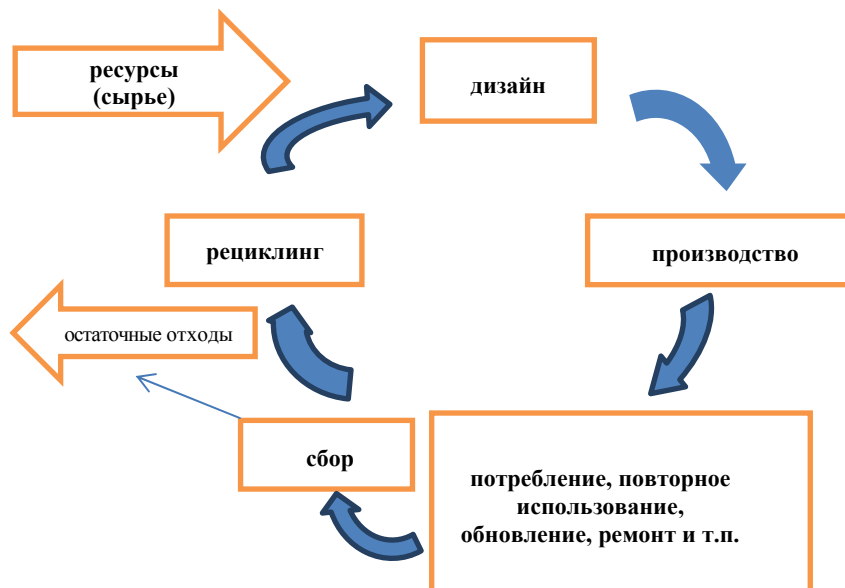 ресурсы
(сырье)
дизайн
производство
рециклинг
остаточные отходы
сбор
потребление, повторное
использование,
обновление, ремонт и т.п.